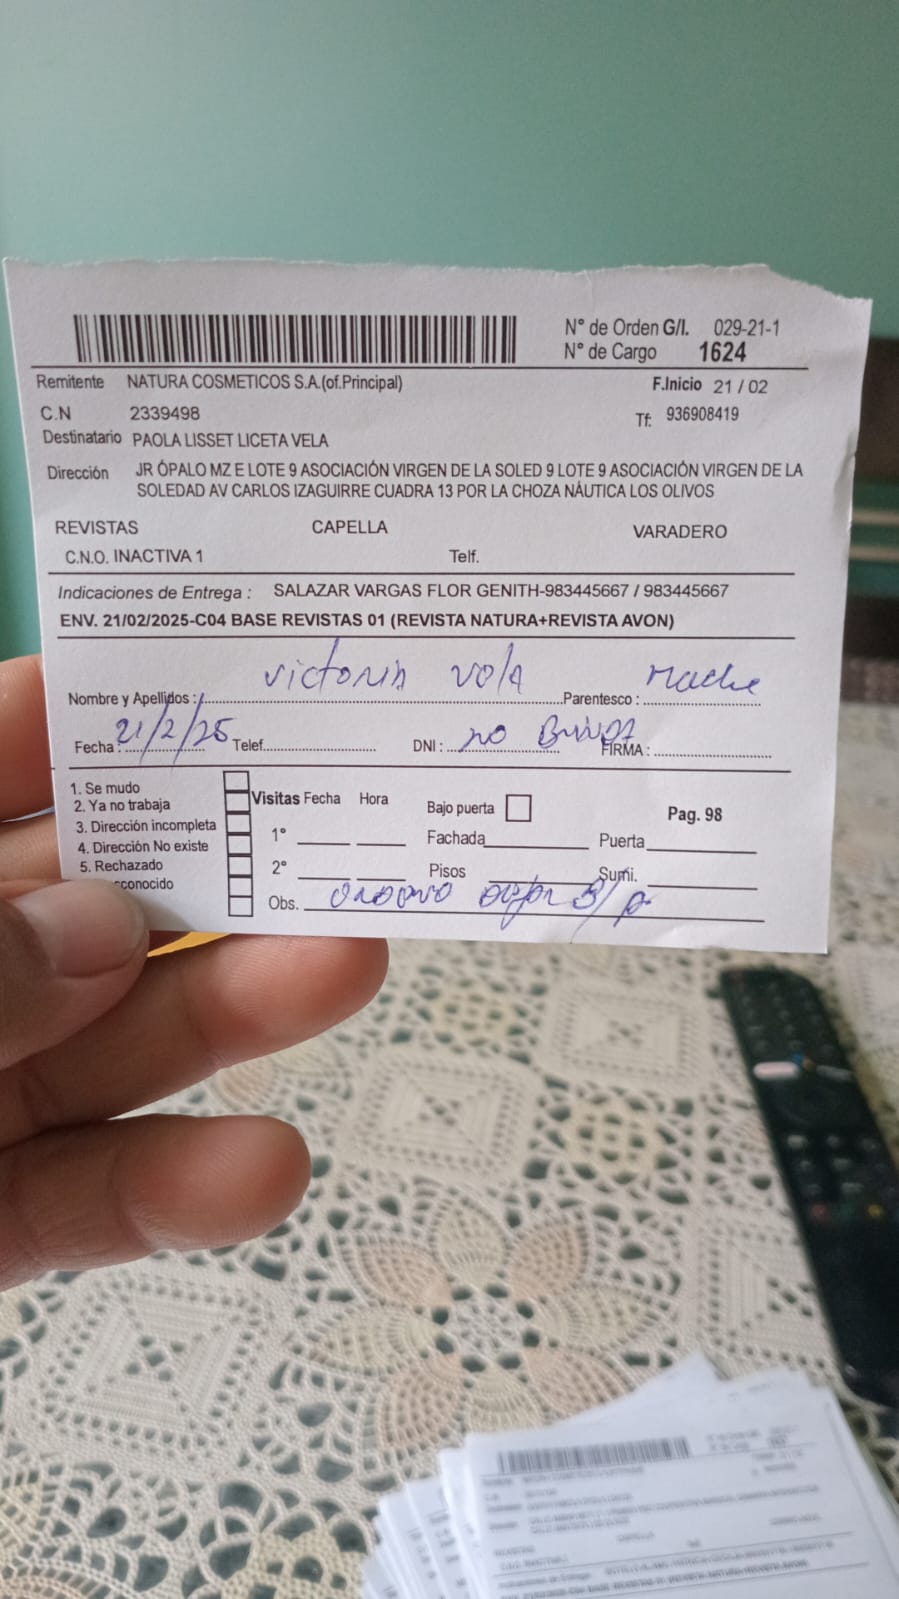 N° de Orden G/I. 029-21-1
N° de Cargo 1624
Remitente NATURA COSMETICOS S.A.(of.Principal) F.Inicio 21 / 02
C.N 2339498 Tf: 936908419
Destinatario PAOLA LISSET LICETA VELA
Dirección JR ÓPALO MZ E LOTE 9 ASOCIACIÓN VIRGEN DE LA SOLED 9 LOTE 9 ASOCIACIÓN VIRGEN DE LA
SOLEDAD AV CARLOS IZAGUIRRE CUADRA 13 POR LA CHOZA NÁUTICA LOS OLIVOS
REVISTAS CAPELLA VARADERO
C.N.O. INACTIVA 1 Telf.
Indicaciones de Entrega : SALAZAR VARGAS FLOR GENITH-983445667 / 983445667
ENV. 21/02/2025-C04 BASE REVISTAS 01 (REVISTA NATURA+REVISTA AVON)
Nombre y Apellidos : Victoria Parentesco : Madre
Fecha : 21/2/25 Telef. DNI : no Brinda FIRMA :
1. Se mudo
2. Ya no trabaja
3. Dirección incompleta
4. Dirección No existe
5. Rechazado
conocido
Visitas Fecha Hora Bajo puerta Pag. 98
1° Fachada Puerta
2° Pisos Sumi.
Obs. B/P